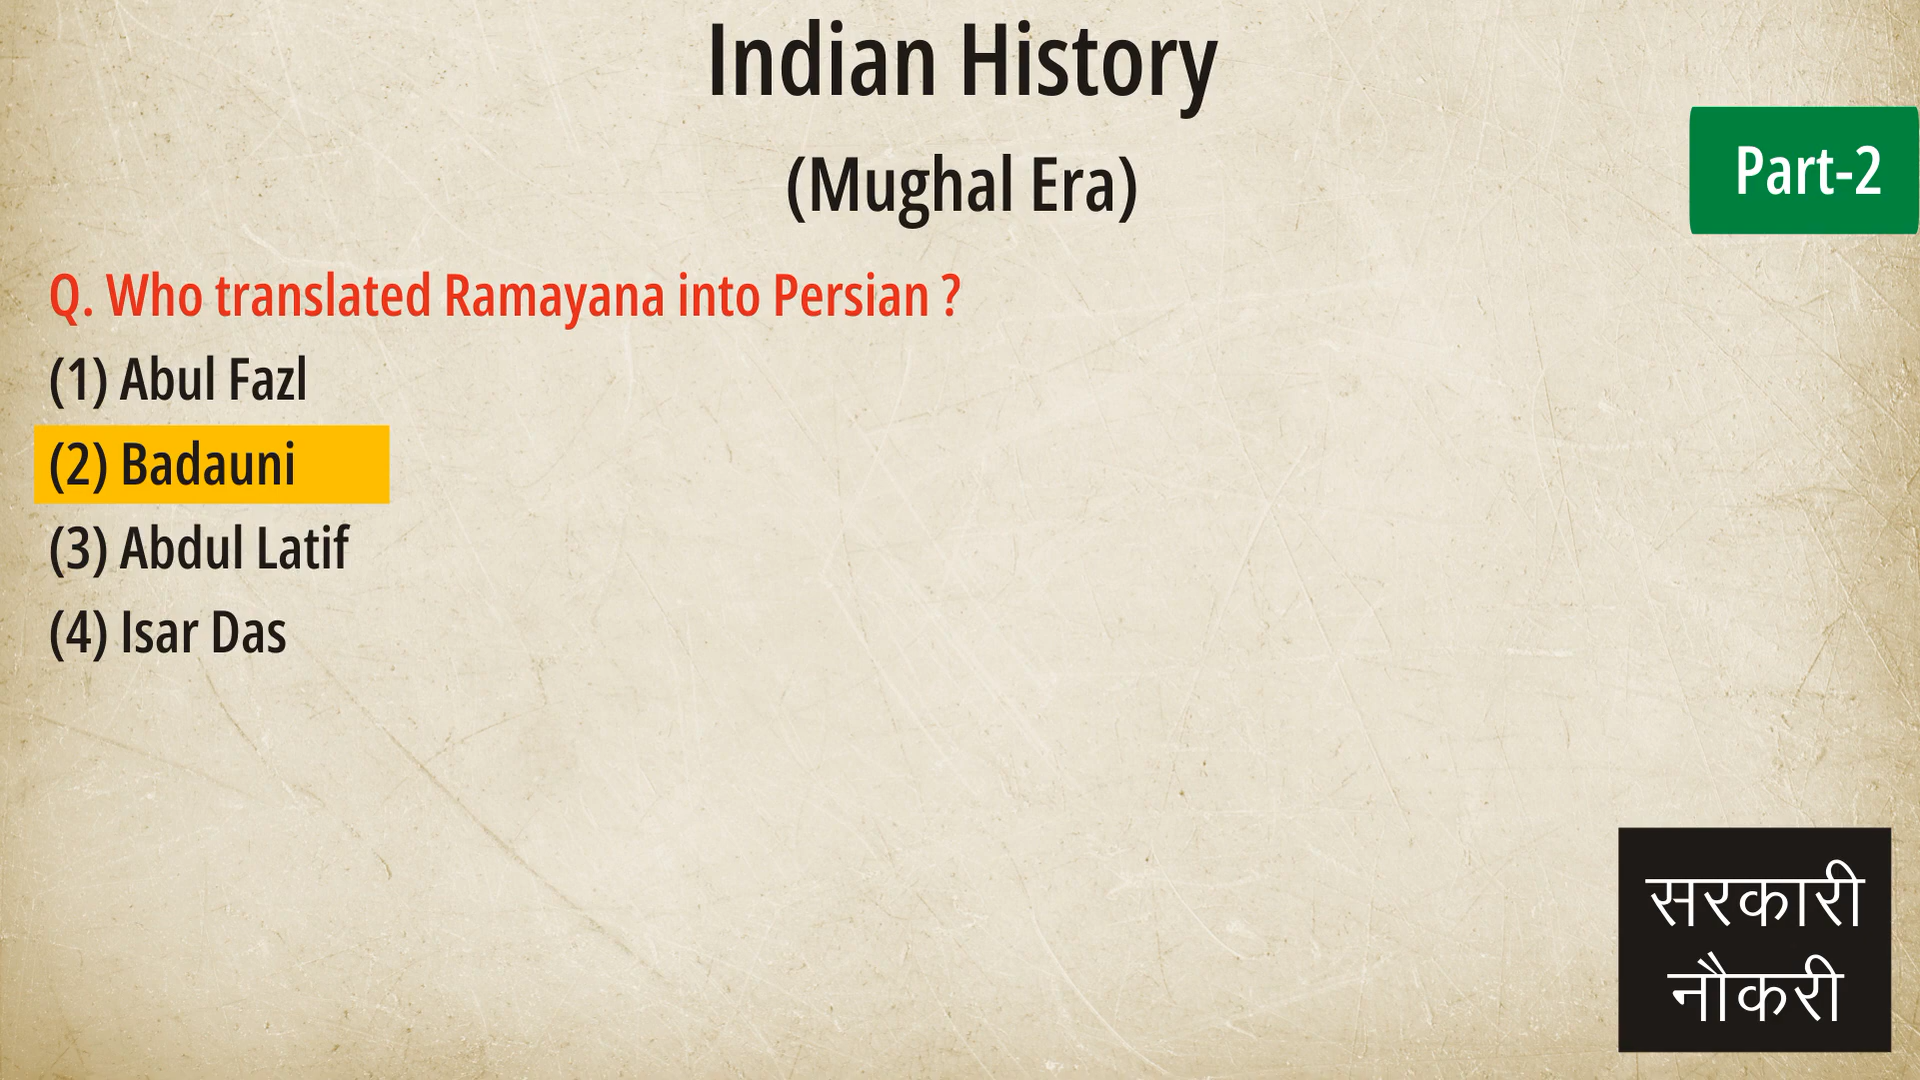 Indian History
(Mughal Era)
Part-2
Q. Who translated Ramayana into Persian ?
(1) Abul Fazl
(2) Badauni
(3) Abdul Latif
(4) Isar Das
सरकारी
नौकरी